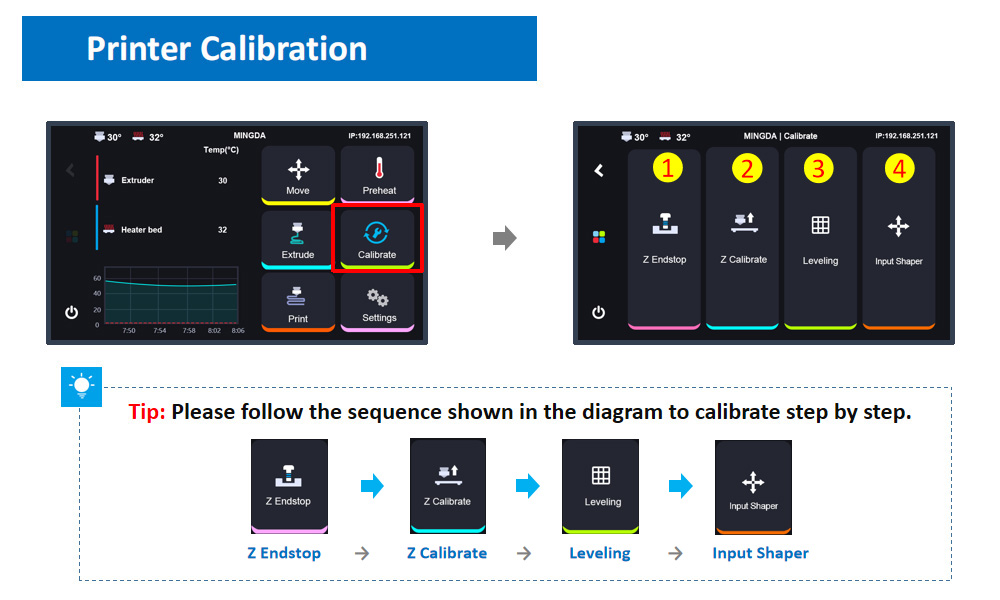 Printer Calibration
30° 32° MINGDA IP:192.168.251.121
Temp(°C)
Extruder 30
Heater bed 32
60
40
20
0
7:50 7:54 7:58 8:02 8:06
Move Preheat
Extrude Calibrate
Print Settings
30° 32° MINGDA | Calibrate IP:192.168.251.121
1 2 3 4
Z Endstop Z Calibrate Leveling Input Shaper
Tip: Please follow the sequence shown in the diagram to calibrate step by step.
Z Endstop Z Calibrate Leveling Input Shaper
Z Endstop → Z Calibrate → Leveling → Input Shaper